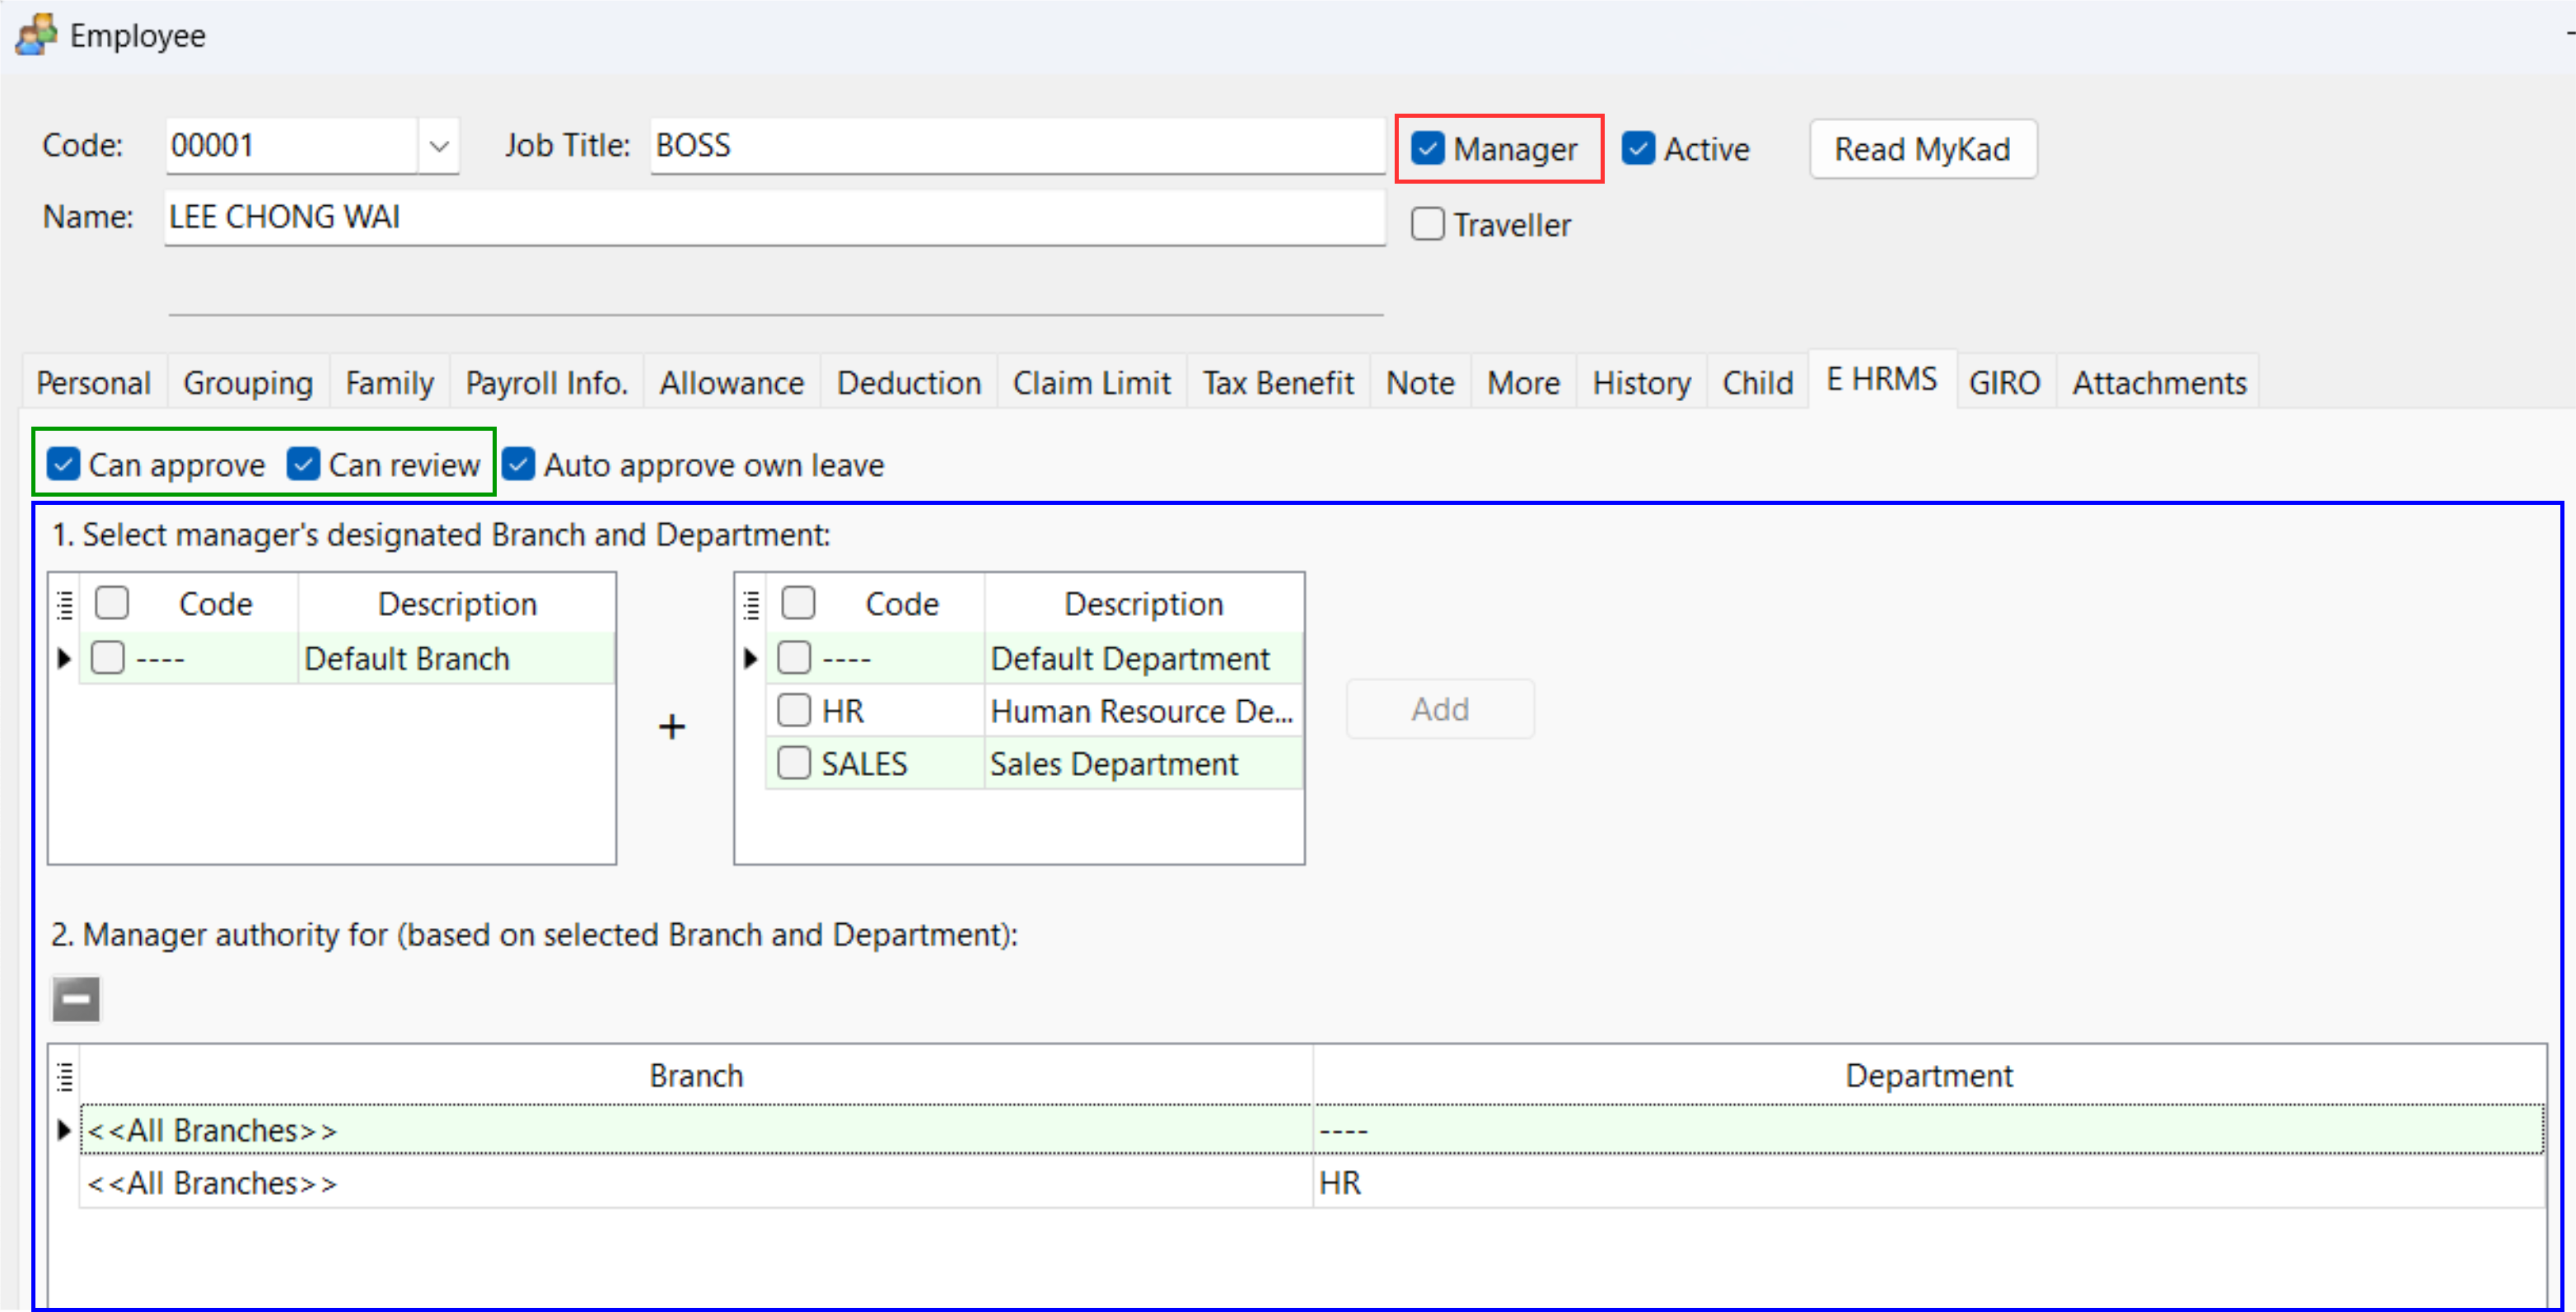 Employee
Code: 00001 Job Title: BOSS Manager Active Read MyKad
Name: LEE CHONG WAI Traveller
Personal Grouping Family Payroll Info. Allowance Deduction Claim Limit Tax Benefit Note More History Child E HRMS GIRO Attachments
Can approve Can review Auto approve own leave
1. Select manager's designated Branch and Department:
Code Description Code Description
---- Default Branch ---- Default Department
HR Human Resource De...
+ Add
SALES Sales Department
2. Manager authority for (based on selected Branch and Department):
Branch Department
<<All Branches>> ----
<<All Branches>> HR